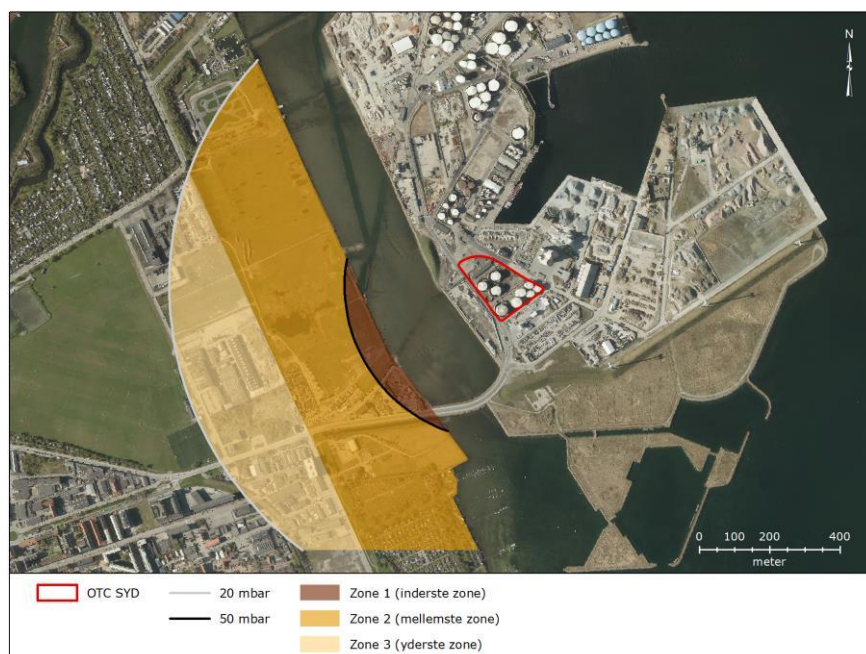 N
0 100 200 400
meter
OTC SYD
20 mbar
50 mbar
Zone 1 (inderste zone)
Zone 2 (mellemste zone)
Zone 3 (yderste zone)